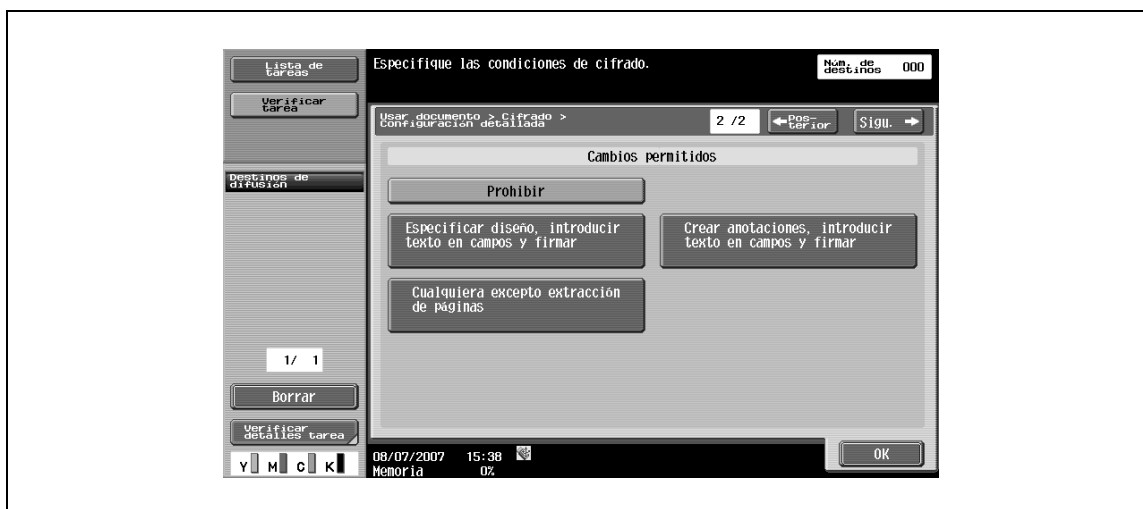 Lista de
tareas
Verificar
tarea
Destinos de
difusión
1/ 1
Borrar
Verificar
detalles tarea
Y M C K
Especifique las condiciones de cifrado.
Núm. de
destinos 000
Usar documento > Cifrado >
Configuración detallada
2 /2
Pos-
terior
Sigu.
Cambios permitidos
Prohibir
Especificar diseño, introducir
texto en campos y firmar
Crear anotaciones, introducir
texto en campos y firmar
Cualquiera excepto extracción
de páginas
08/07/2007 15:38
Memoria 0%
OK